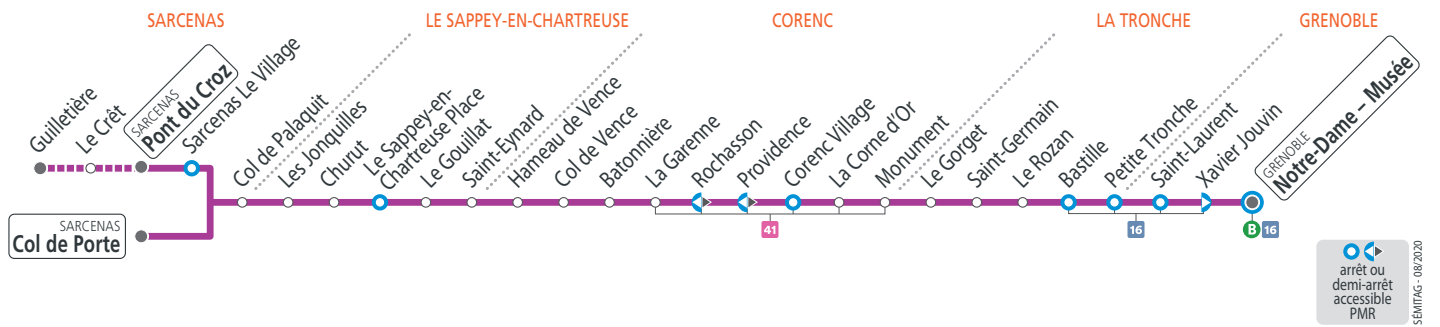 SARCENAS
LE SAPPEY-EN-CHARTREUSE
CORENC
LA TRONCHE
GRENOBLE
Guilletière
Le Crêt
SARCENAS
Pont du Croz
Sarcenas Le Village
SARCENAS
Col de Porte
Col de Palaquit
Les Jonquilles
Churut
Le Sappey-en-
Chartreuse Place
Le Gouillat
Saint-Eynard
Hameau de Vence
Col de Vence
Batonnière
La Garenne
Rochasson
Providence
Corenc Village
La Corne d'Or
Monument
Le Gorget
Saint-Germain
Le Rozan
Bastille
Petite Tronche
Saint-Laurent
Xavier Jouvin
GRENOBLE
Notre-Dame – Musée
41
16
B 16
arrêt ou
demi-arrêt
accessible
PMR
SÉMITAG - 08/2020